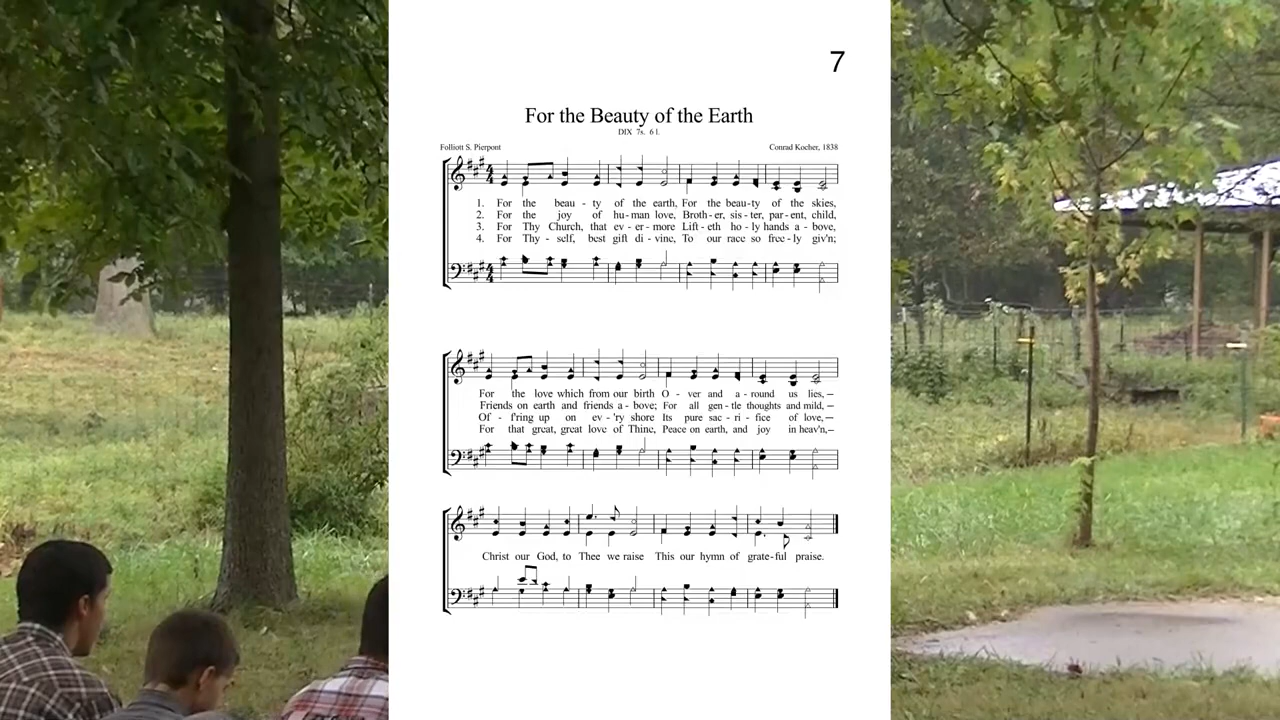 7
For the Beauty of the Earth
DIX 7s. 6 l.
Folliott S. Pierpont
Conrad Kocher, 1838
1. For the beau - ty of the earth, For the beau-ty of the skies,
2. For the joy of hu-man love, Broth-er, sis-ter, par-ent, child,
3. For Thy Church, that ev-er-more Lift-eth ho-ly hands a-bove,
4. For Thy - self, best gift di-vine, To our race so free-ly giv'n;
For the love which from our birth O - ver and a-round us lies,—
Friends on earth and friends a-bove; For all gen-tle thoughts and mild,—
Of - f'ring up on ev-'ry shore Its pure sac-ri-fice of love,—
For that great, great love of Thine, Peace on earth, and joy in heav'n,—
Christ our God, to Thee we raise This our hymn of grate-ful praise.